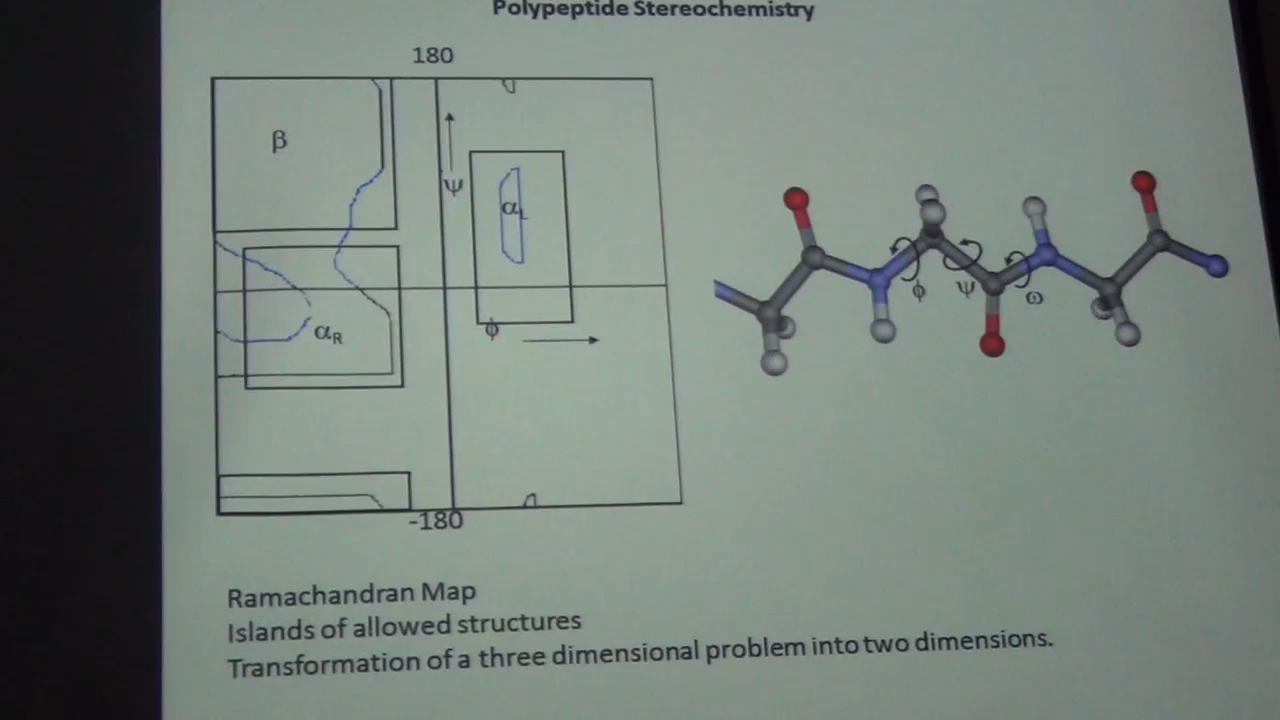 Polypeptide Stereochemistry
180
β
ψ
αL
ϕ
αR
-180
ϕ
ψ
ω
Ramachandran Map
Islands of allowed structures
Transformation of a three dimensional problem into two dimensions.